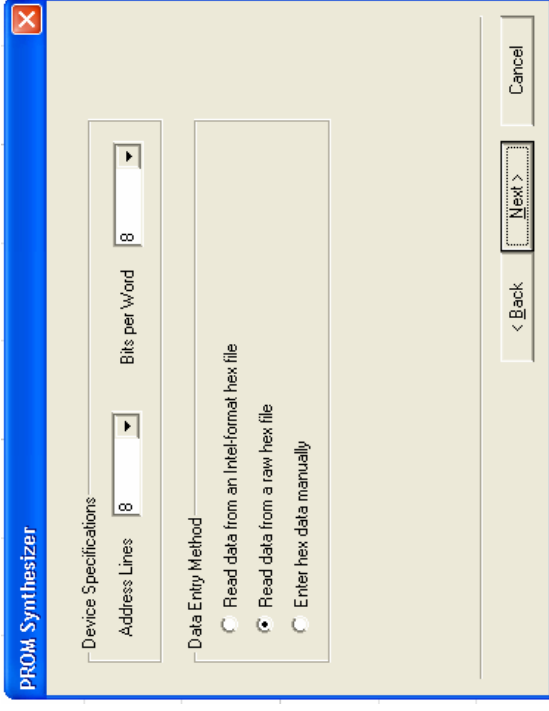 PROM Synthesizer
Device Specifications
Address Lines 8 Bits per Word 8
Data Entry Method
Read data from an Intel-format hex file
Read data from a raw hex file
Enter hex data manually
< Back Next > Cancel